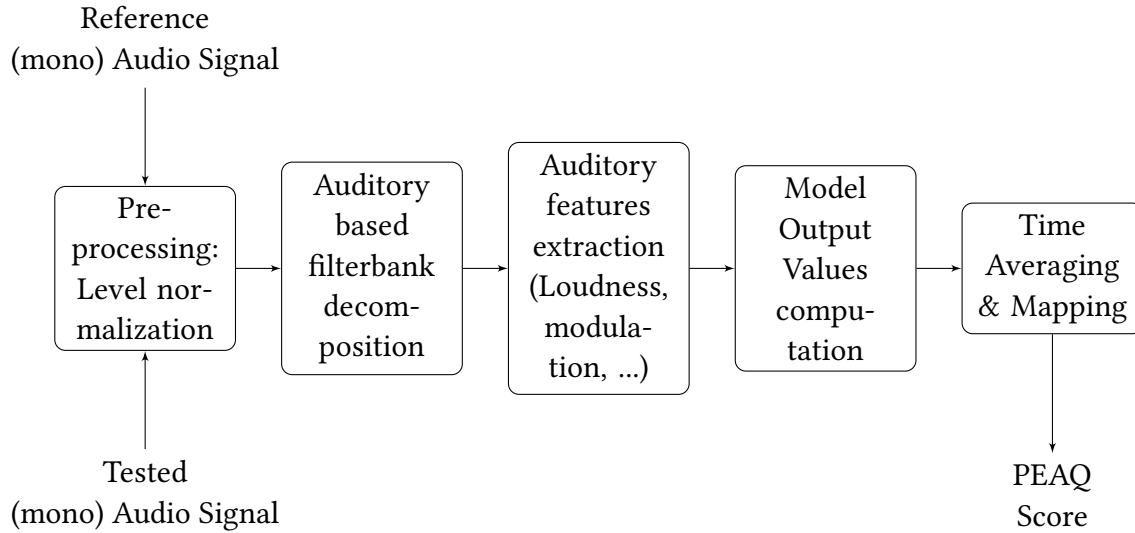 Reference
(mono) Audio Signal
Pre-
processing:
Level nor-
malization
Auditory
based
filterbank
decom-
position
Auditory
features
extraction
(Loudness,
modula-
tion, ...)
Model
Output
Values
compu-
tation
Time
Averaging
& Mapping
Tested
(mono) Audio Signal
PEAQ
Score